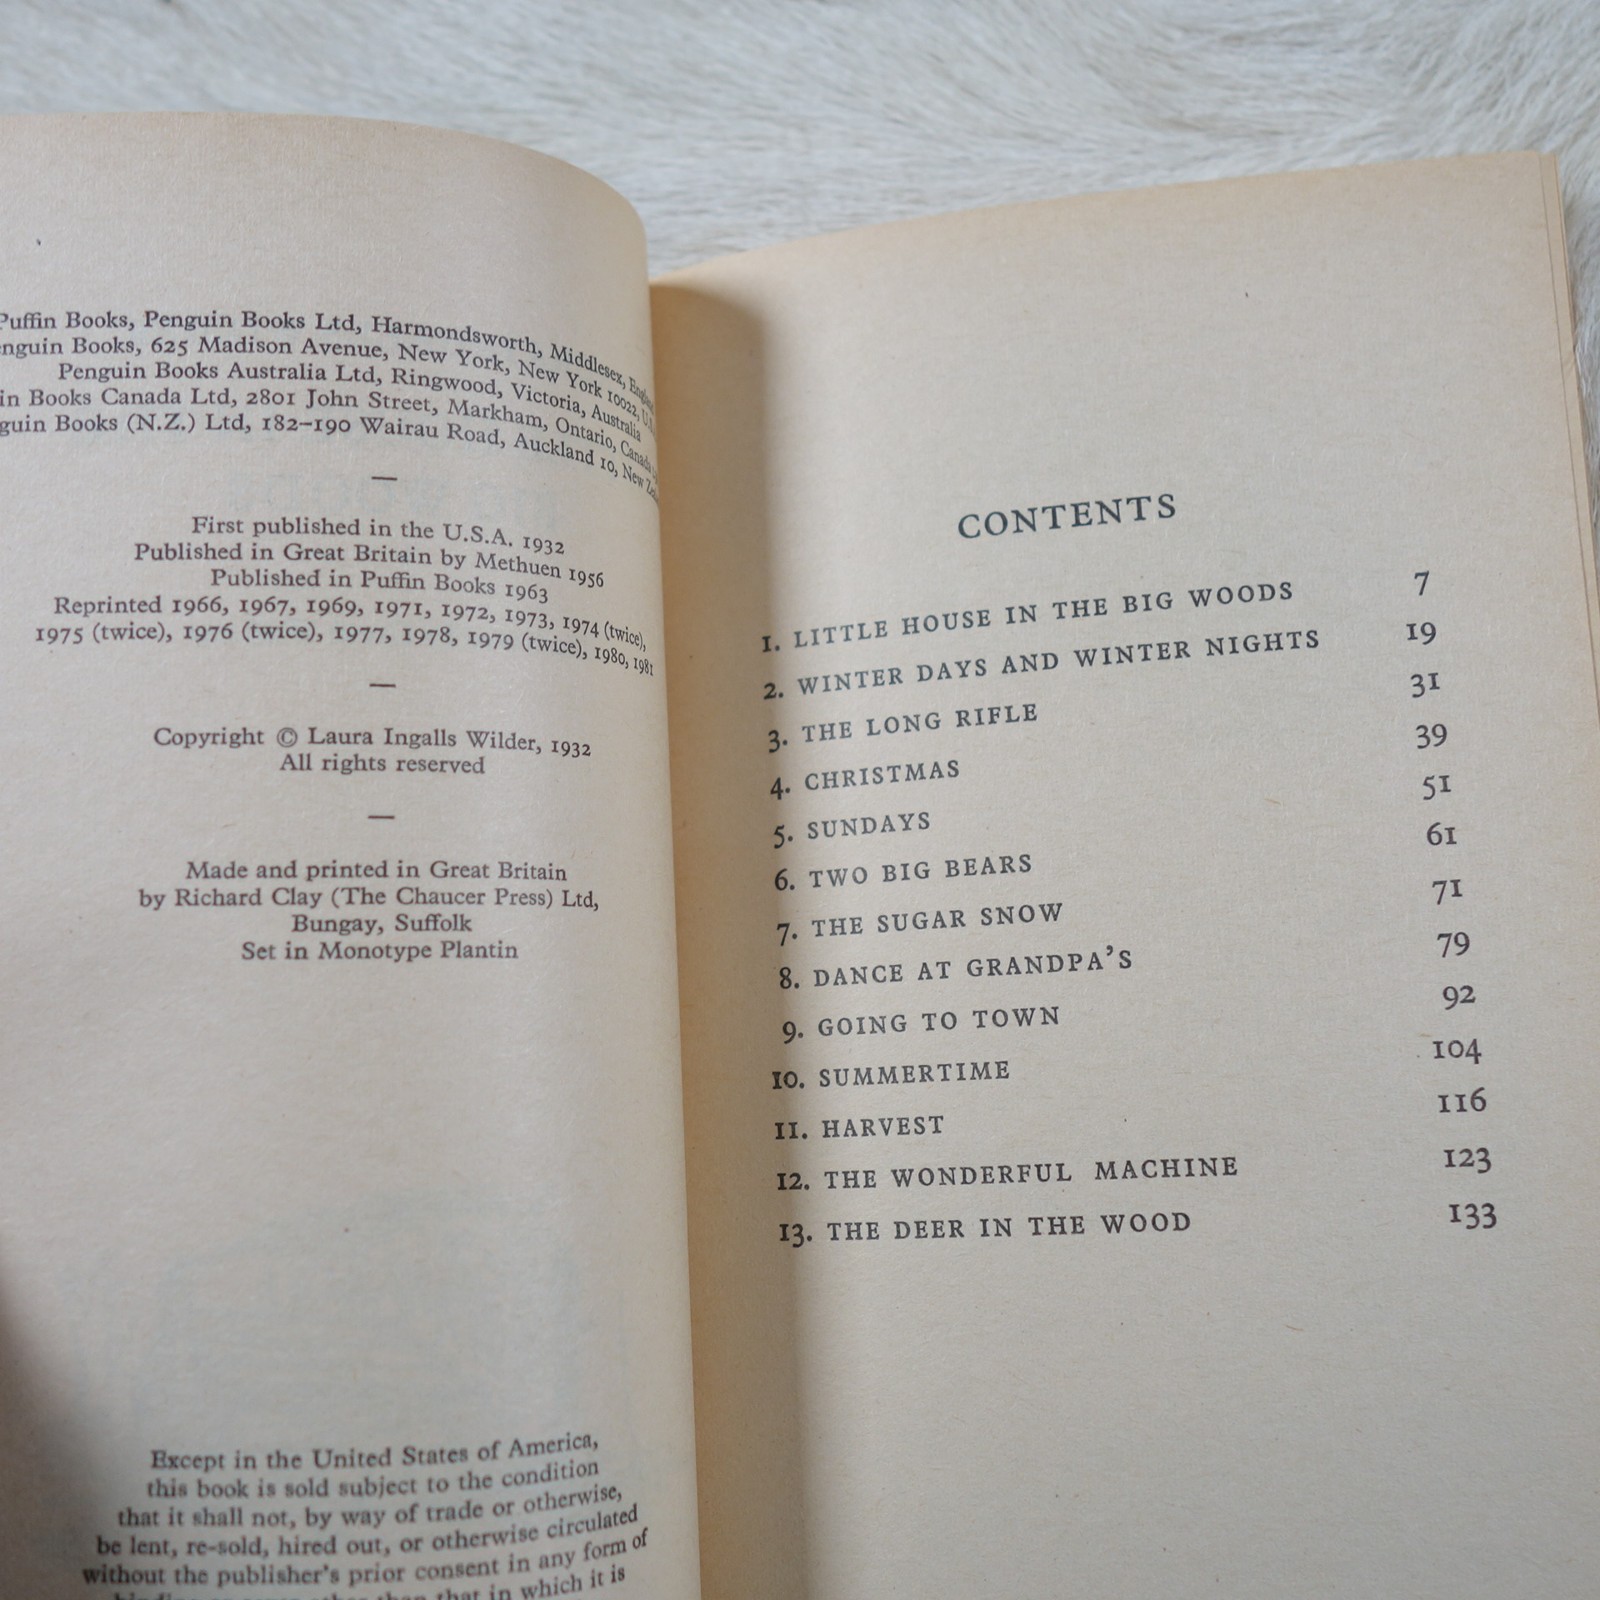 Puffin Books, Penguin Books Ltd, Harmondsworth, Middlesex, England
Books, 625 Madison Avenue, New York, New York 10022,
Penguin Books Australia Ltd, Ringwood, Victoria, Australia
Books Canada Ltd, 2801 John Street, Markham, Ontario, Canada
Books (N.Z.) Ltd, 182–190 Wairau Road, Auckland 10, New
—
First published in the U.S.A. 1932
Published in Great Britain by Methuen 1956
Published in Puffin Books 1963
Reprinted 1966, 1967, 1969, 1971, 1972, 1973, 1974 (twice),
1975 (twice), 1976 (twice), 1977, 1978, 1979 (twice), 1980, 1981
—
Copyright © Laura Ingalls Wilder, 1932
All rights reserved
—
Made and printed in Great Britain
by Richard Clay (The Chaucer Press) Ltd,
Bungay, Suffolk
Set in Monotype Plantin
Except in the United States of America,
this book is sold subject to the condition
that it shall not, by way of trade or otherwise,
be lent, re-sold, hired out, or otherwise circulated
without the publisher's prior consent in any form of
than that in which it is
CONTENTS
1. LITTLE HOUSE IN THE BIG WOODS 7
2. WINTER DAYS AND WINTER NIGHTS 19
3. THE LONG RIFLE 31
4. CHRISTMAS 39
5. SUNDAYS 51
6. TWO BIG BEARS 61
7. THE SUGAR SNOW 71
8. DANCE AT GRANDPA'S 79
9. GOING TO TOWN 92
10. SUMMERTIME 104
11. HARVEST 116
12. THE WONDERFUL MACHINE 123
13. THE DEER IN THE WOOD 133